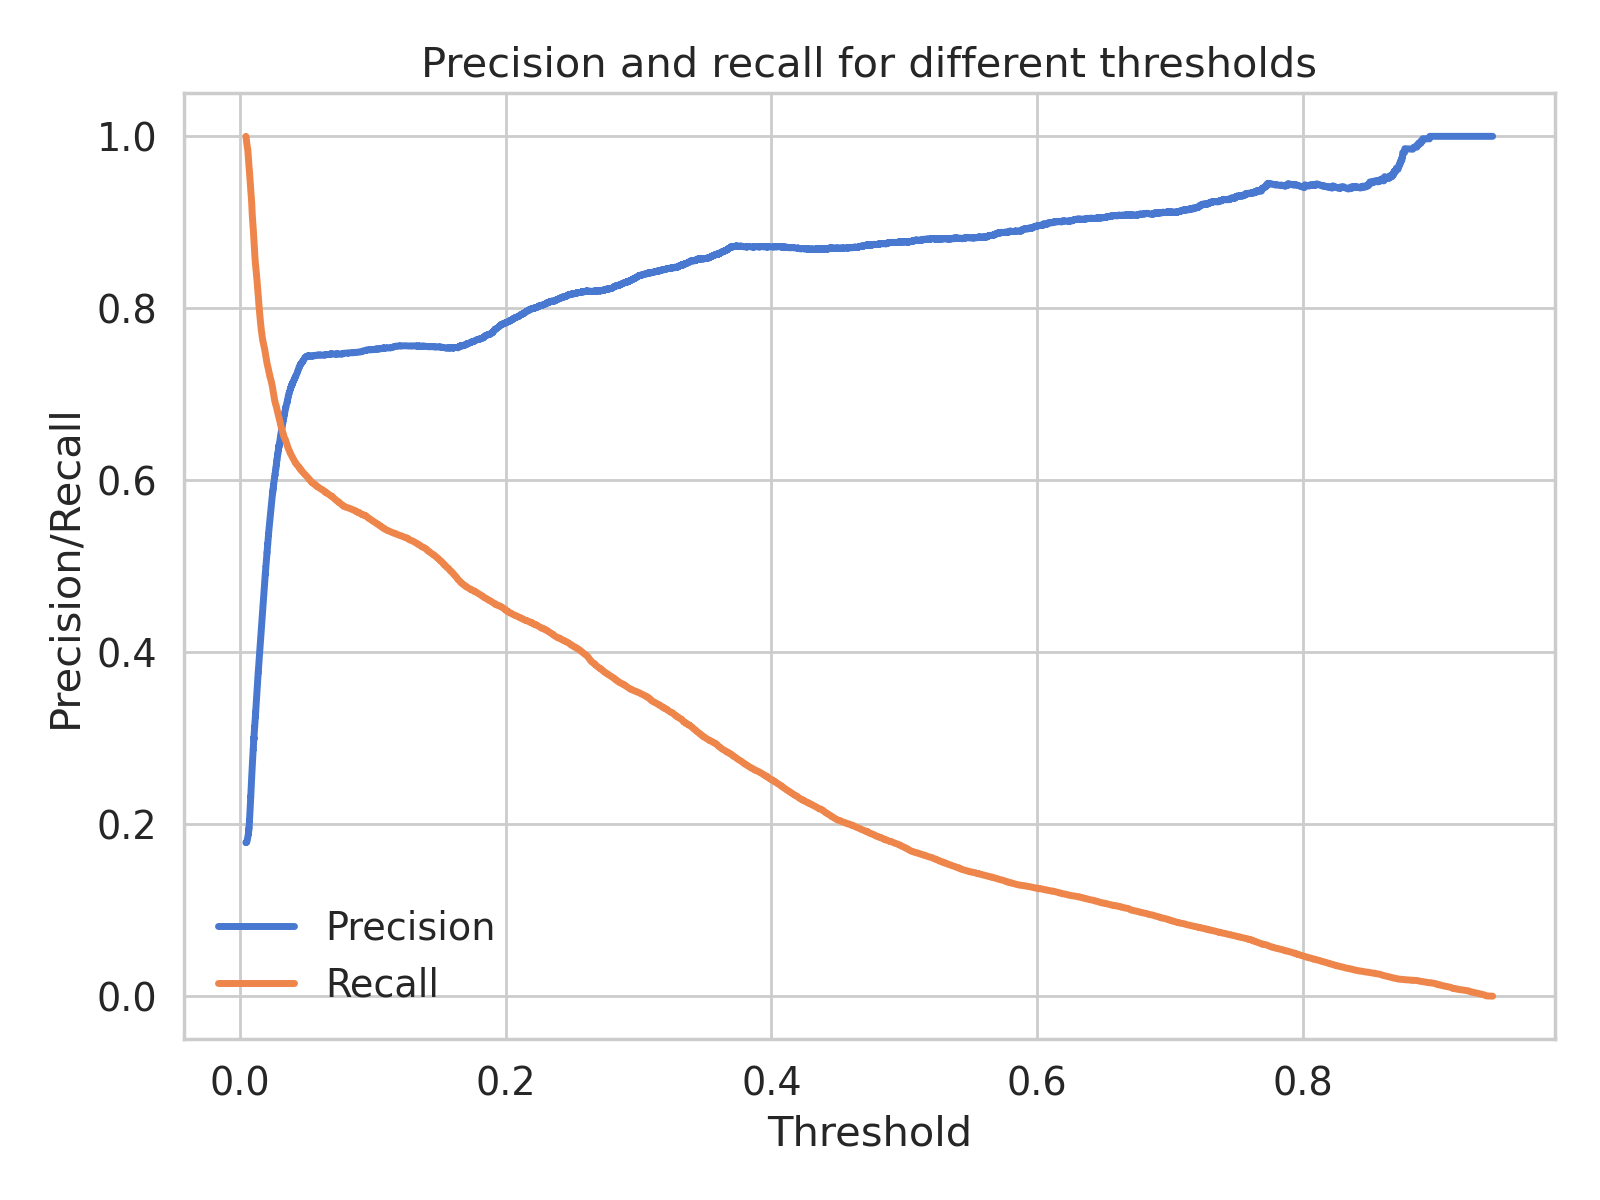 Precision and recall for different thresholds
1.0
0.8
0.6
0.4
0.2
0.0
Precision/Recall
Precision
Recall
0.0 0.2 0.4 0.6 0.8
Threshold